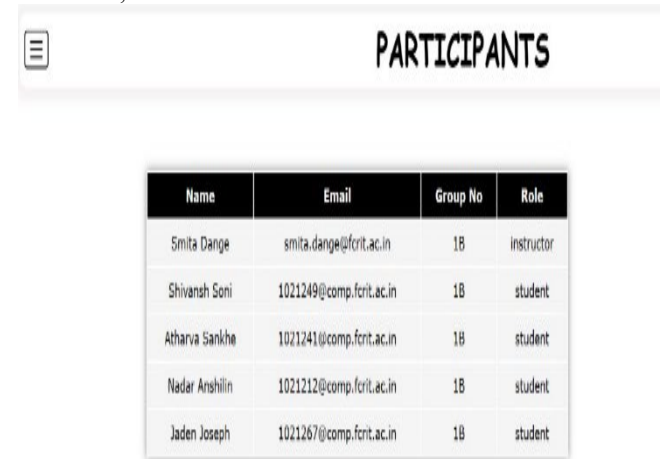 PARTICIPANTS
Name Email Group No Role
Smita Dange smita.dange@fcrit.ac.in 1B instructor
Shivansh Soni 1021249@comp.fcrit.ac.in 1B student
Atharva Sankhe 1021241@comp.fcrit.ac.in 1B student
Nadar Anshilin 1021212@comp.fcrit.ac.in 1B student
Jaden Joseph 1021267@comp.fcrit.ac.in 1B student